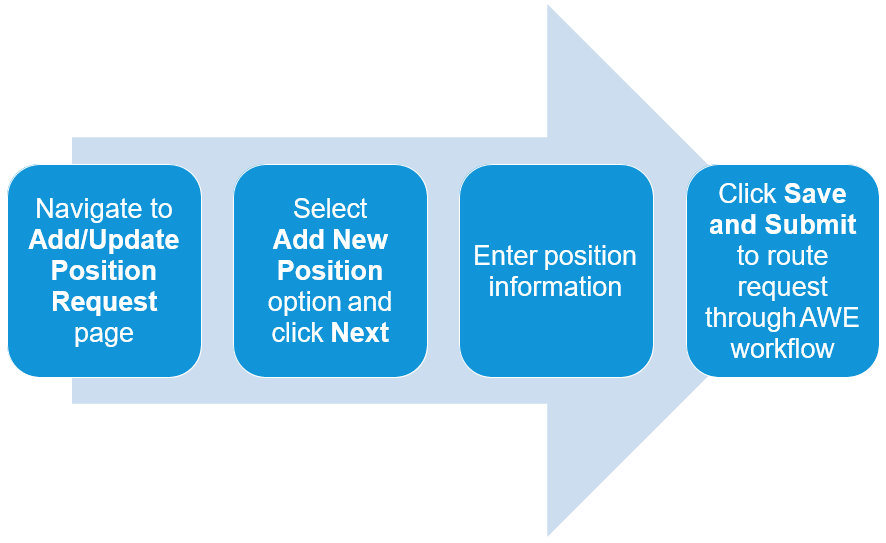 Navigate to
Add/Update
Position
Request
page
Select
Add New
Position
option and
click Next
Enter position
information
Click Save
and Submit
to route
request
through AWE
workflow